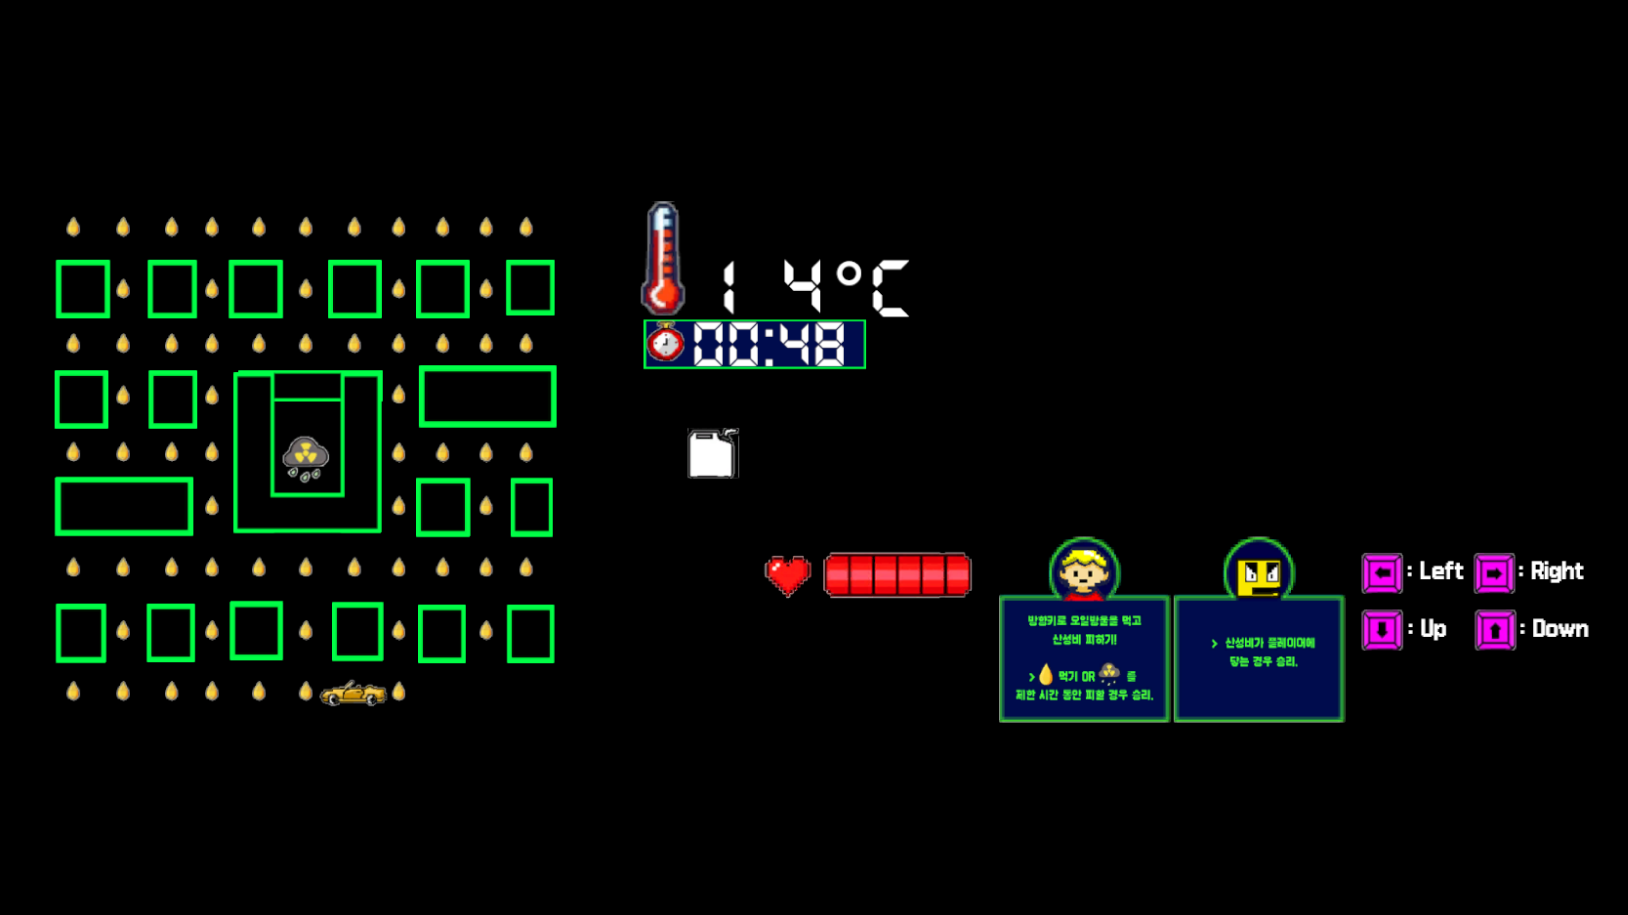 1 4°C
00:48
방향키로 오일방울을 먹고
산성비 피하기!
> 먹기 OR 를
제한 시간 동안 피할 경우 승리.
> 산성비가 플레이어에
닿는 경우 승리.
: Left : Right
: Up : Down